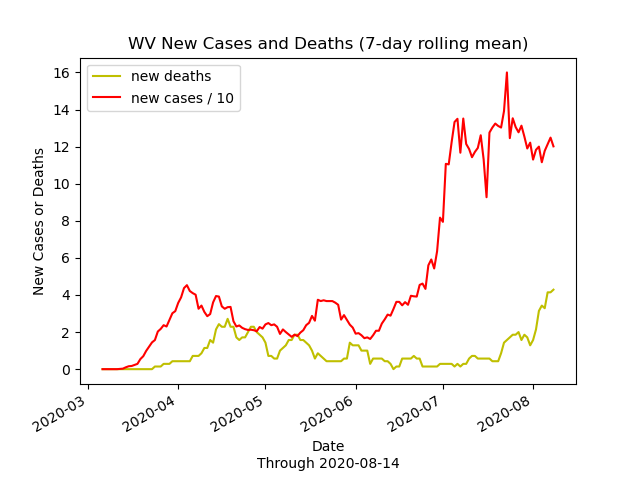 WV New Cases and Deaths (7-day rolling mean)
new deaths
new cases / 10
16
14
12
10
8
6
4
2
0
New Cases or Deaths
2020-03
2020-04
2020-05
2020-06
2020-07
2020-08
Date
Through 2020-08-14